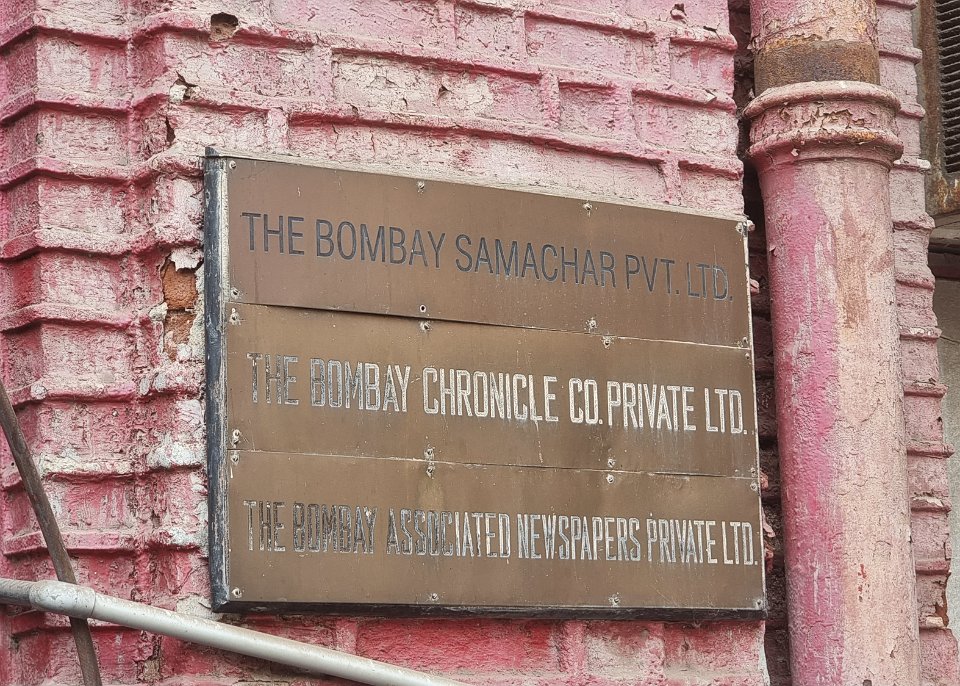 THE BOMBAY SAMACHAR PVT. LTD.
THE BOMBAY CHRONICLE CO. PRIVATE LTD.
THE BOMBAY ASSOCIATED NEWSPAPERS PRIVATE LTD.